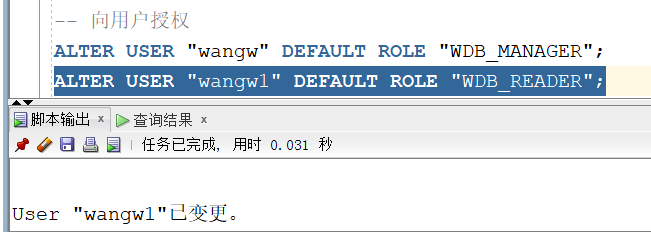 -- 向用户授权
ALTER USER "wangw" DEFAULT ROLE "WDB_MANAGER";
ALTER USER "wangw1" DEFAULT ROLE "WDB_READER";
脚本输出 x 查询结果 x
任务已完成, 用时 0.031 秒
User "wangw1"已变更。